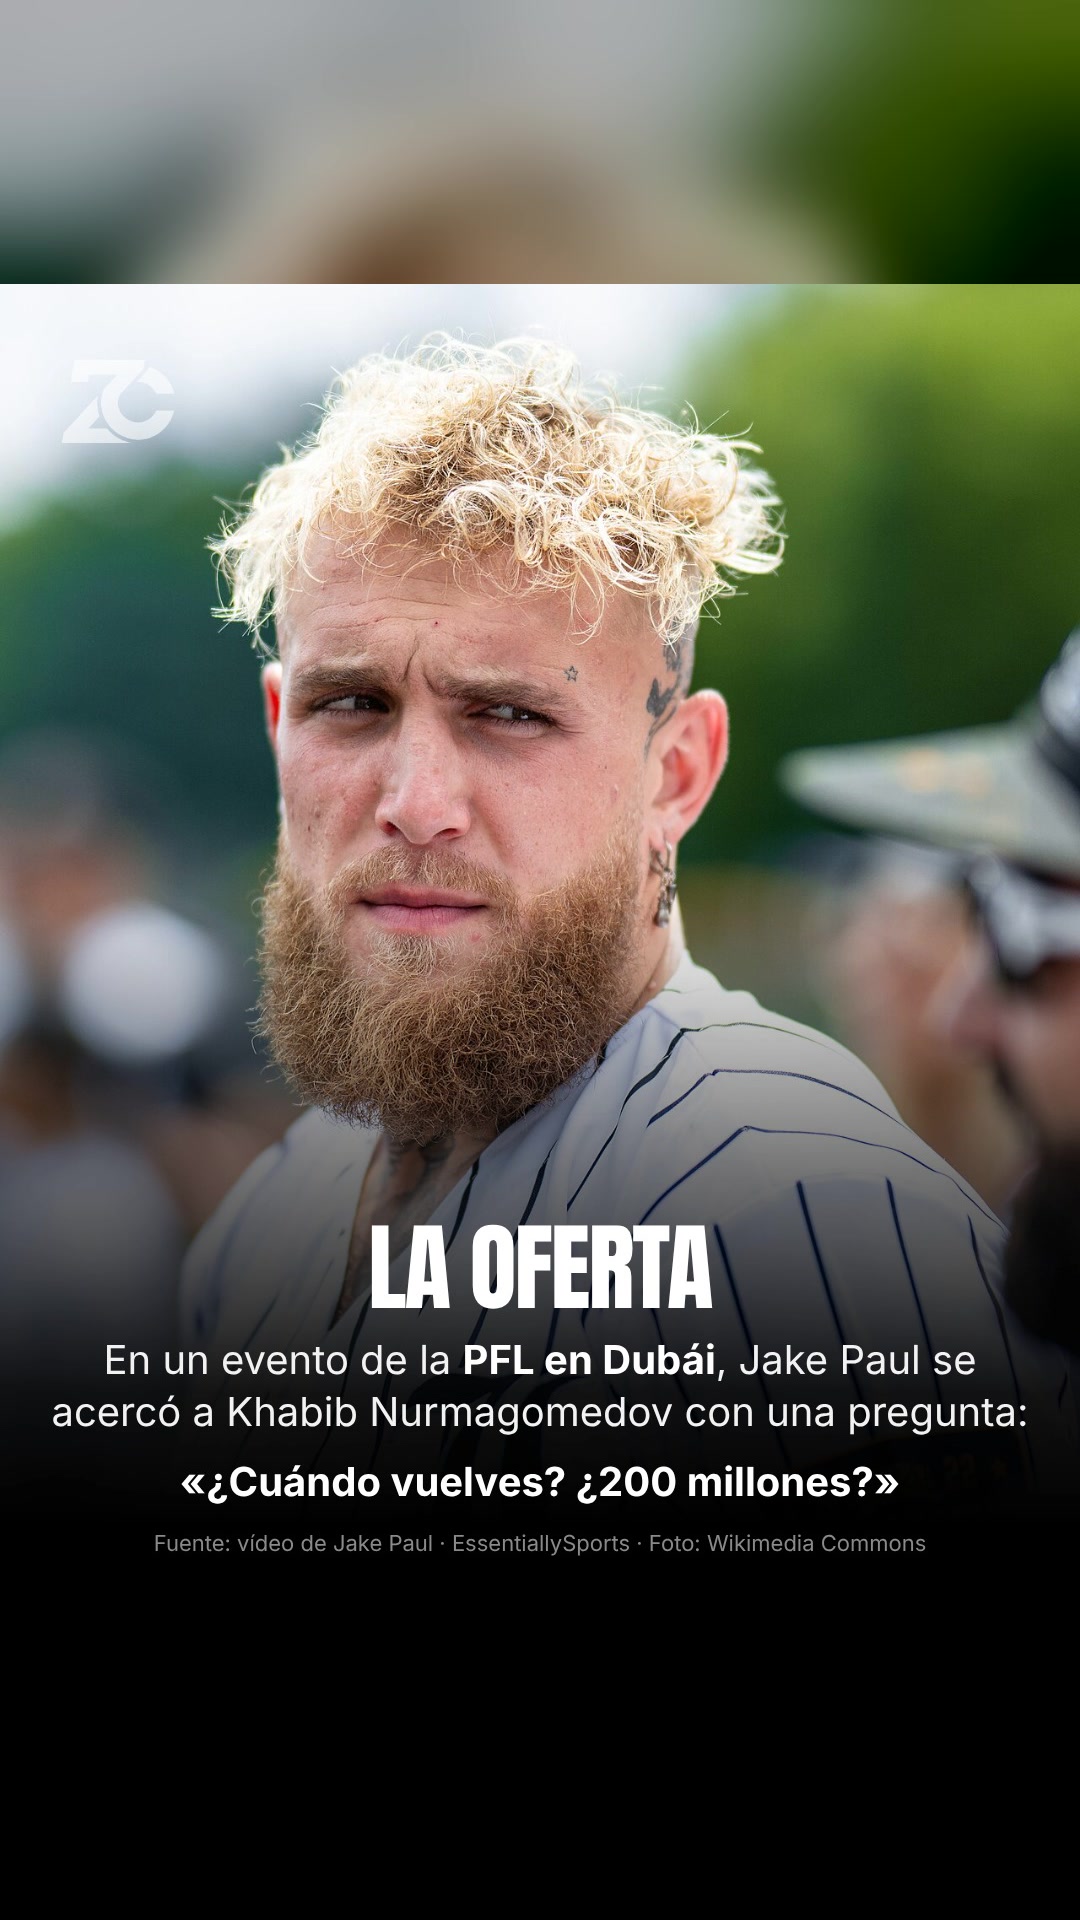 ZC
LA OFERTA
En un evento de la PFL en Dubái, Jake Paul se
acercó a Khabib Nurmagomedov con una pregunta:
«¿Cuándo vuelves? ¿200 millones?»
Fuente: vídeo de Jake Paul · EssentiallySports · Foto: Wikimedia Commons